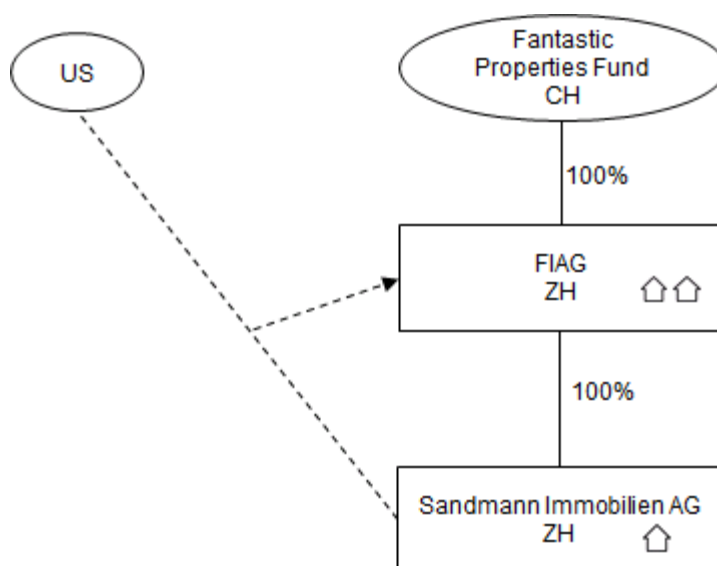 US
Fantastic
Properties Fund
CH
100%
FIAG
ZH
100%
Sandmann Immobilien AG
ZH